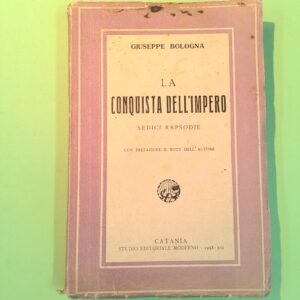 GIUSEPPE BOLOGNA
LA
CONQUISTA DELL'IMPERO
SEDICI RAPSODIE
CON PREFAZIONE E NOTE DELL'AUTORE
CATANIA
STUDIO EDITORIALE MODERNO